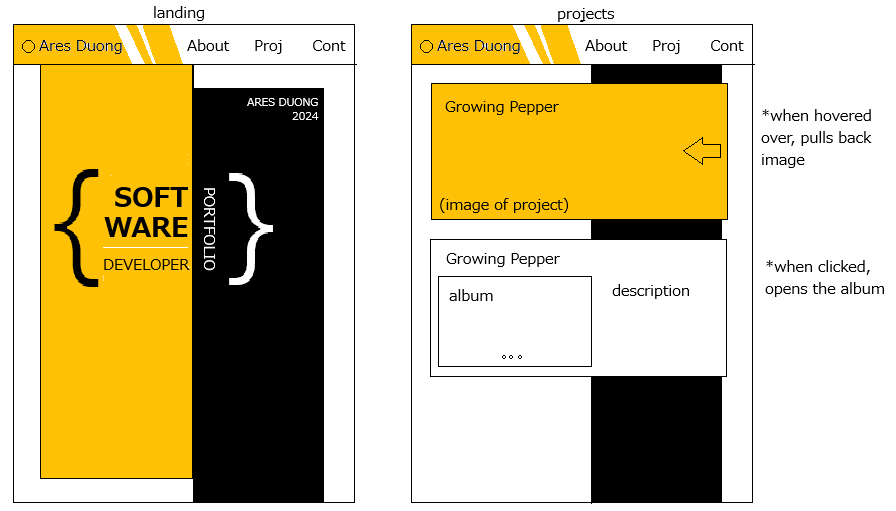 landing
Ares Duong About Proj Cont
ARES DUONG
2024
{ SOFT
WARE
DEVELOPER
PORTFOLIO }
projects
Ares Duong About Proj Cont
Growing Pepper
(image of project)
*when hovered
over, pulls back
image
Growing Pepper
album
description
*when clicked,
opens the album